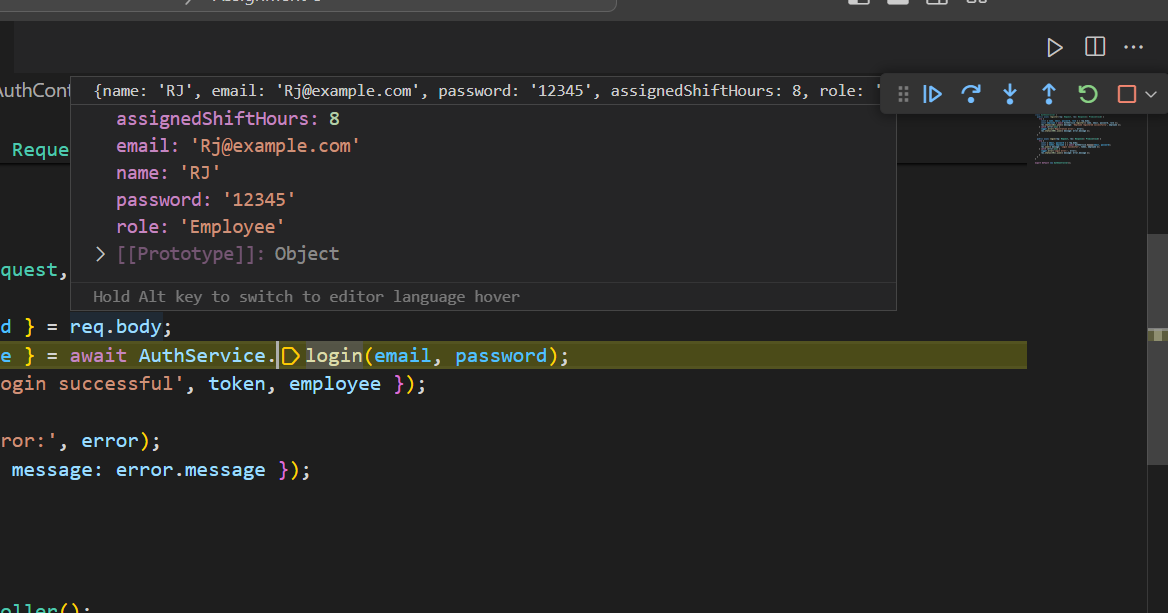 AuthCont
{name: 'RJ', email: 'Rj@example.com', password: '12345', assignedShiftHours: 8, role: '
assignedShiftHours: 8
email: 'Rj@example.com'
name: 'RJ'
password: '12345'
role: 'Employee'
[[Prototype]]: Object
Hold Alt key to switch to editor language hover
Reque
quest,
d } = req.body;
e } = await AuthService.login(email, password);
ogin successful', token, employee });
ror:', error);
message: error.message });
oller();